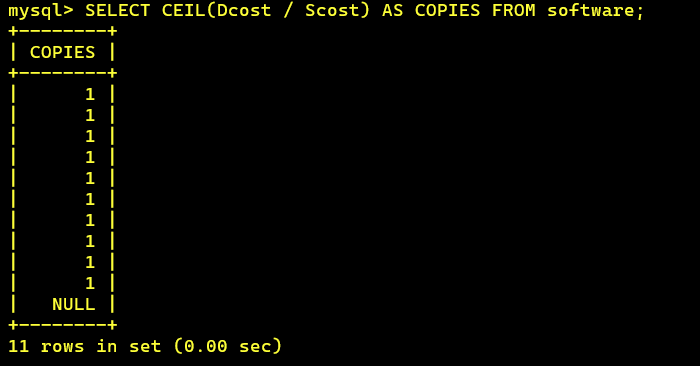 mysql> SELECT CEIL(Dcost / Scost) AS COPIES FROM software;
+--------+
| COPIES |
+--------+
|      1 |
|      1 |
|      1 |
|      1 |
|      1 |
|      1 |
|      1 |
|      1 |
|      1 |
|      1 |
|   NULL |
+--------+
11 rows in set (0.00 sec)